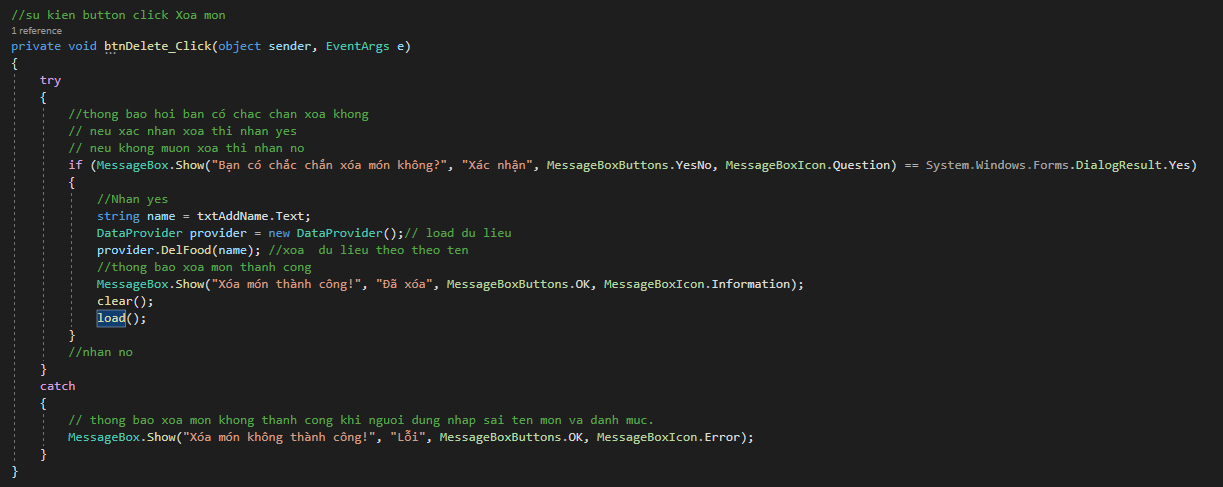 //su kien button click Xoa mon
1 reference
private void btnDelete_Click(object sender, EventArgs e)
{
try
{
//thong bao hoi ban có chac chan xoa khong
// neu xac nhan xoa thi nhan yes
// neu khong muon xoa thi nhan no
if (MessageBox.Show("Bạn có chắc chắn xóa món không?", "Xác nhận", MessageBoxButtons.YesNo, MessageBoxIcon.Question) == System.Windows.Forms.DialogResult.Yes)
{
//Nhan yes
string name = txtAddName.Text;
DataProvider provider = new DataProvider();// load du lieu
provider.DelFood(name); //xoa  du lieu theo theo ten
//thong bao xoa mon thanh cong
MessageBox.Show("Xóa món thành công!", "Đã xóa", MessageBoxButtons.OK, MessageBoxIcon.Information);
clear();
load();
}
//nhan no
}
catch
{
// thong bao xoa mon khong thanh cong khi nguoi dung nhap sai ten mon va danh muc.
MessageBox.Show("Xóa món không thành công!", "Lỗi", MessageBoxButtons.OK, MessageBoxIcon.Error);
}
}